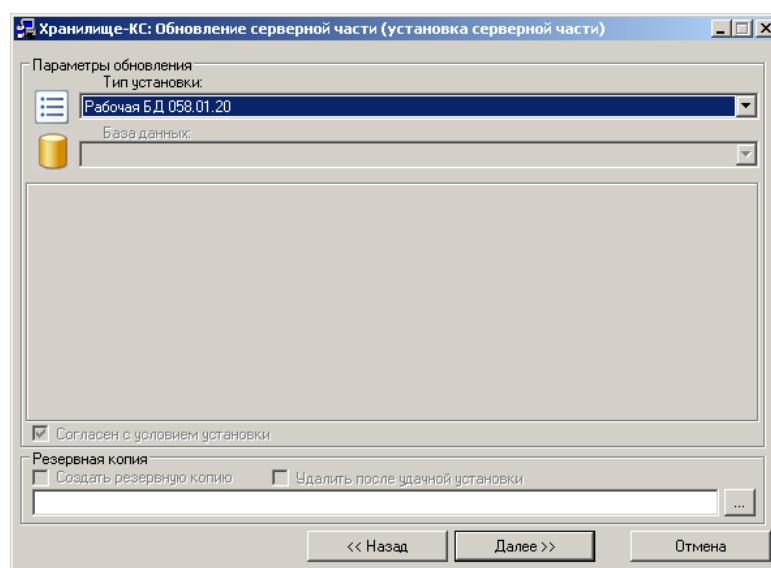 Хранилище-КС: Обновление серверной части (установка серверной части)
Параметры обновления
Тип установки:
Рабочая БД 058.01.20
База данных:
Согласен с условием установки
Резервная копия
Создать резервную копию Удалить после удачной установки
...
<< Назад Далее >> Отмена